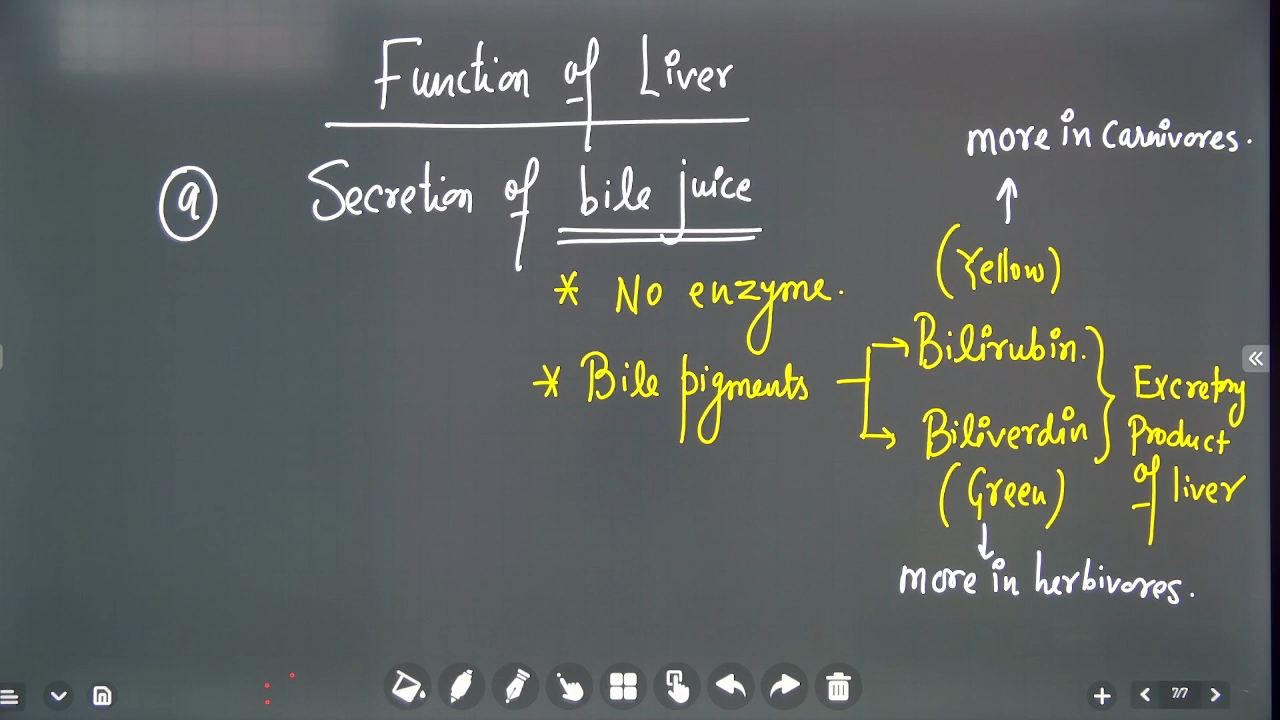 Function of Liver
more in Carnivores.
(a) Secretion of bile juice
(Yellow)
* No enzyme.
* Bile pigments
Bilirubin.
Biliverdin
(Green)
Excretory
Product
of liver
more in herbivores.
7/7